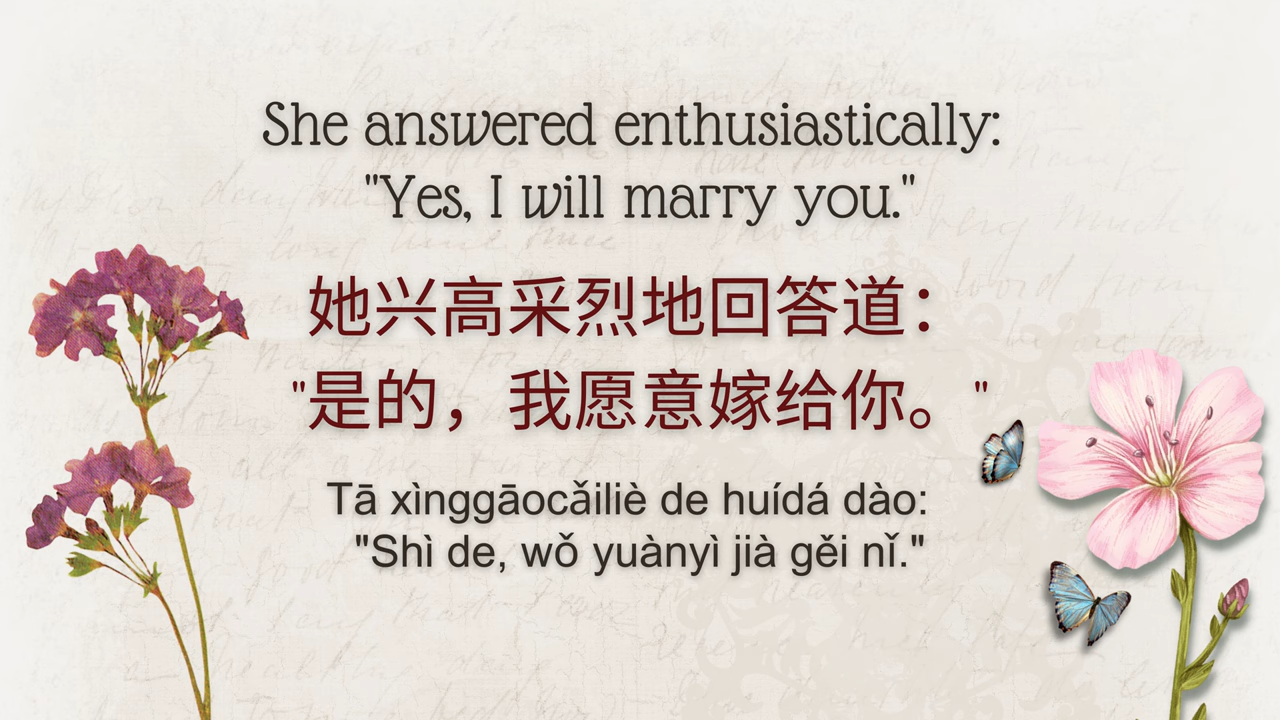 She answered enthusiastically:
"Yes, I will marry you."
她兴高采烈地回答道：
"是的，我愿意嫁给你。"
Tā xìnggāocǎiliè de huídá dào:
"Shì de, wǒ yuànyì jià gěi nǐ."